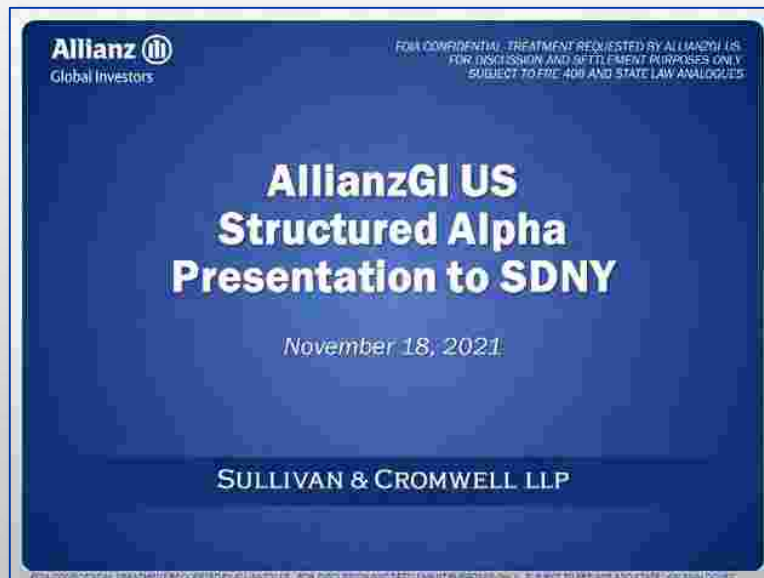 Allianz
Global Investors
FOIA CONFIDENTIAL TREATMENT REQUESTED BY ALLIANZGI US
FOR DISCUSSION AND SETTLEMENT PURPOSES ONLY
SUBJECT TO FRE 408 AND STATE LAW ANALOGUES
AllianzGI US
Structured Alpha
Presentation to SDNY
November 18, 2021
SULLIVAN & CROMWELL LLP